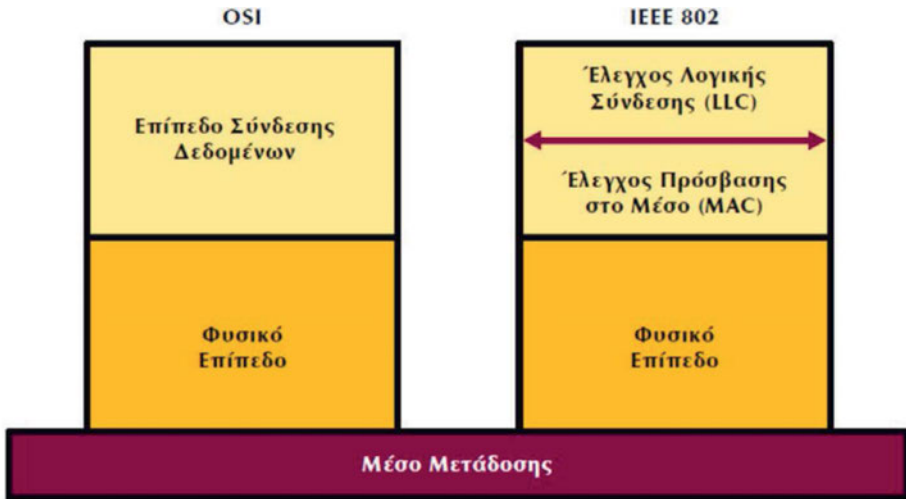 OSI
IEEE 802
Επίπεδο Σύνδεσης
Δεδομένων
Έλεγχος Λογικής
Σύνδεσης (LLC)
Έλεγχος Πρόσβασης
στο Μέσο (MAC)
Φυσικό
Επίπεδο
Φυσικό
Επίπεδο
Μέσο Μετάδοσης